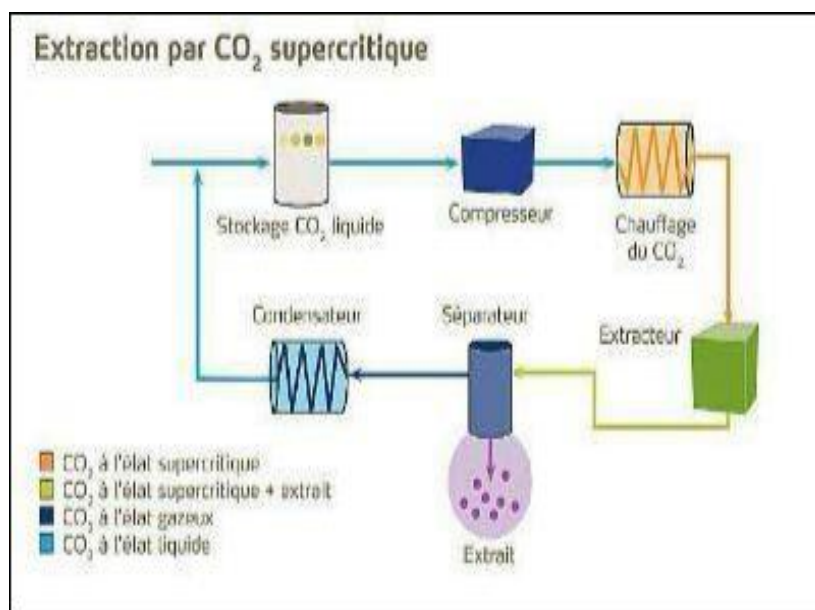 Extraction par CO₂ supercritique
Stockage CO₂ liquide
Compresseur
Chauffage
du CO₂
Condensateur
Séparateur
Extracteur
CO₂ à l'état supercritique
CO₂ à l'état supercritique + extrait
CO₂ à l'état gazeux
CO₂ à l'état liquide
Extrait